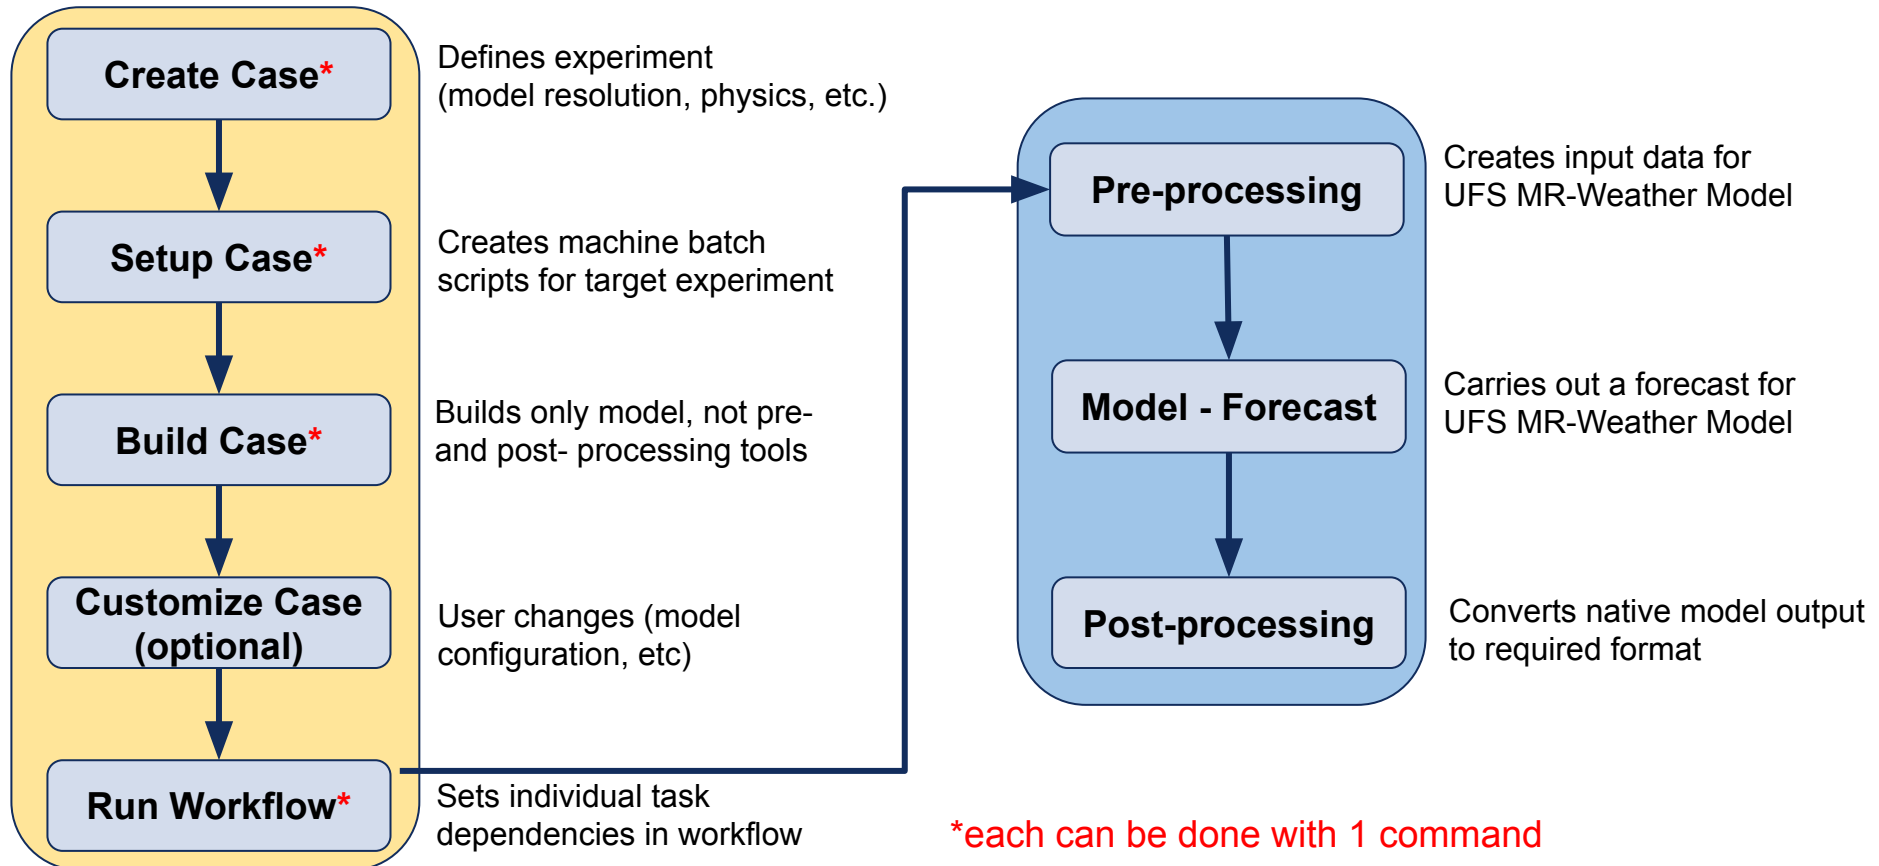 Create Case*
Defines experiment
(model resolution, physics, etc.)
Setup Case*
Creates machine batch
scripts for target experiment
Build Case*
Builds only model, not pre-
and post- processing tools
Customize Case
(optional)
User changes (model
configuration, etc)
Run Workflow*
Sets individual task
dependencies in workflow
Pre-processing
Creates input data for
UFS MR-Weather Model
Model - Forecast
Carries out a forecast for
UFS MR-Weather Model
Post-processing
Converts native model output
to required format
*each can be done with 1 command